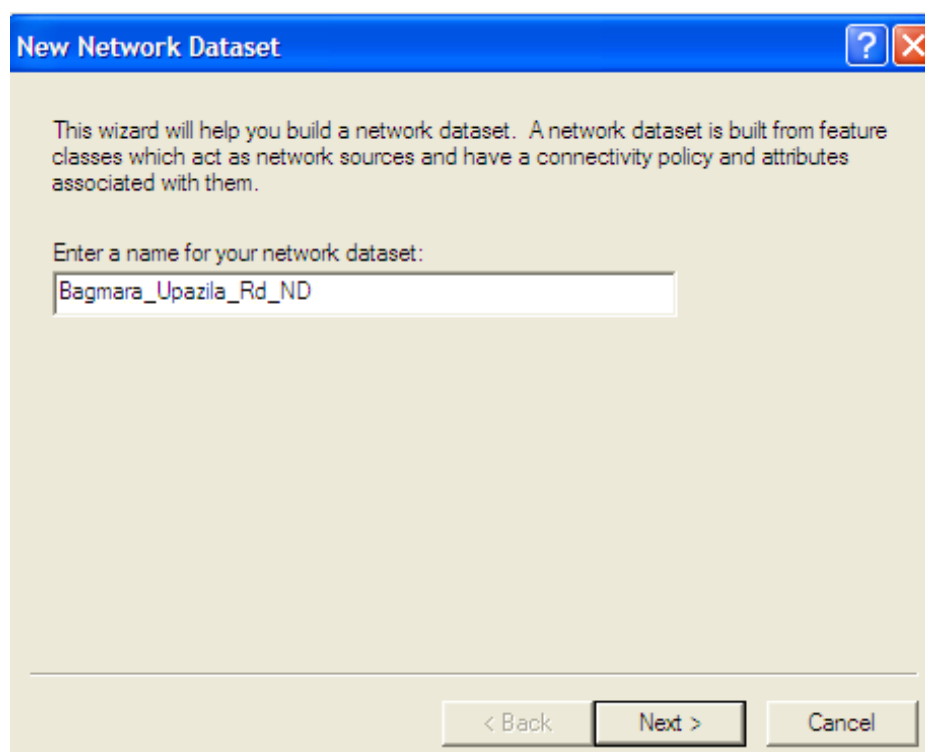 New Network Dataset
This wizard will help you build a network dataset. A network dataset is built from feature
classes which act as network sources and have a connectivity policy and attributes
associated with them.
Enter a name for your network dataset:
Bagmara_Upazila_Rd_ND
< Back Next > Cancel